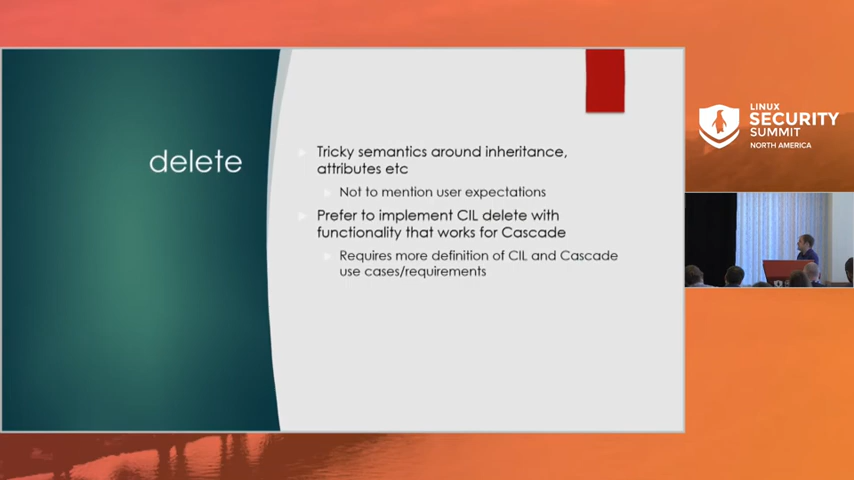 delete
Tricky semantics around inheritance,
attributes etc
Not to mention user expectations
Prefer to implement CIL delete with
functionality that works for Cascade
Requires more definition of CIL and Cascade
use cases/requirements
LINUX
SECURITY
SUMMIT
NORTH AMERICA